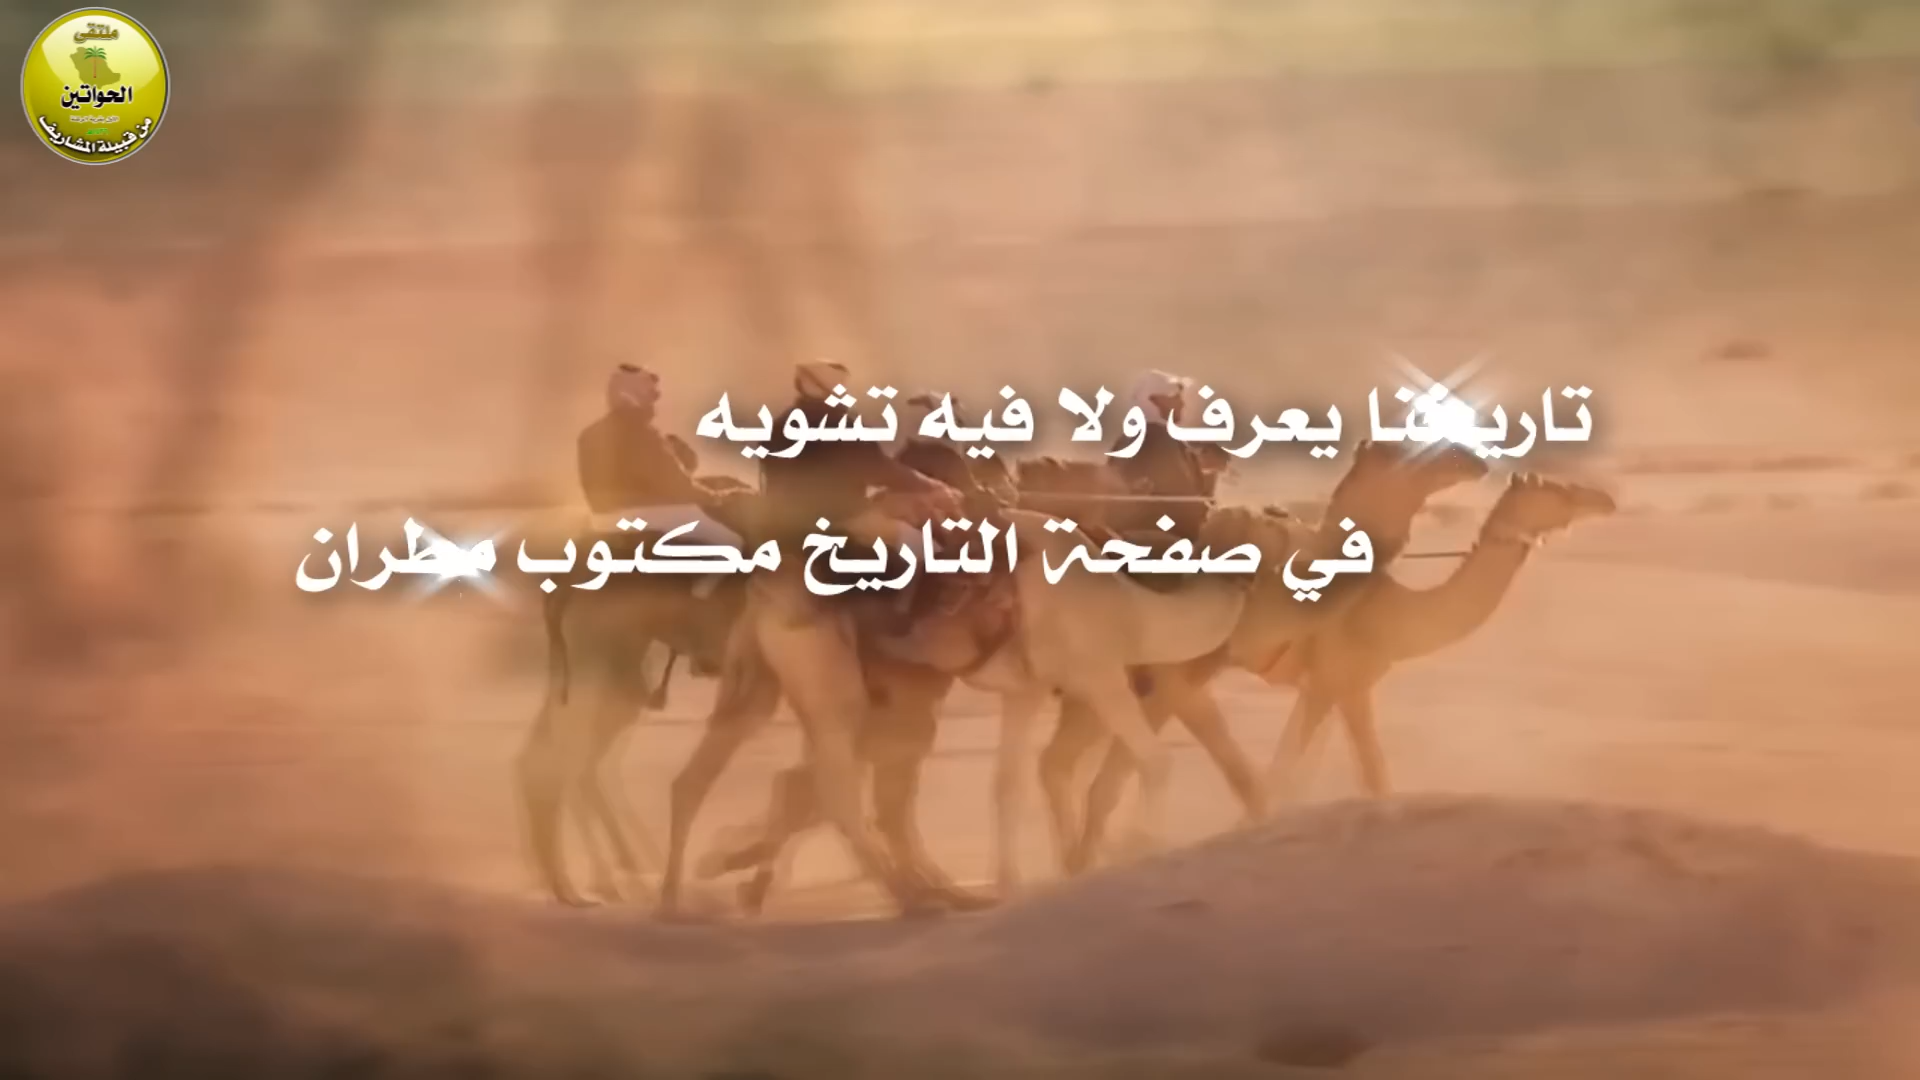 ملتقى
الحواتين
من قبيلة المشاريف
تاريخنا يعرف ولا فيه تشويه
في صفحة التاريخ مكتوب مطران